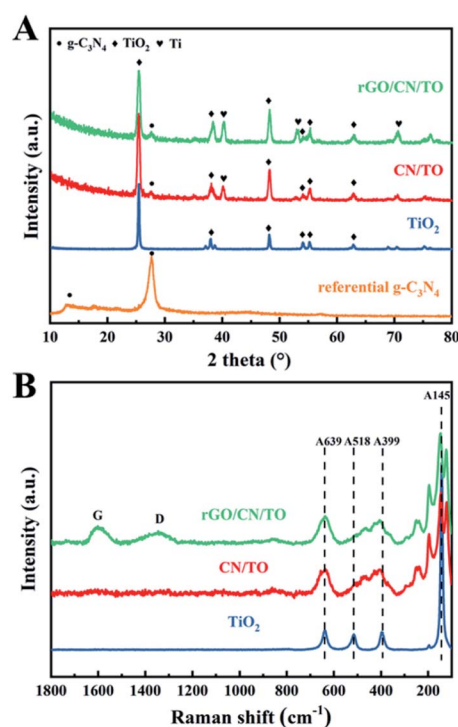 A
• g-C₃N₄ ♦ TiO₂ ♥ Ti
rGO/CN/TO
CN/TO
TiO₂
referential g-C₃N₄
Intensity (a.u.)
10 20 30 40 50 60 70 80
2 theta (°)
B
A145
A639 A518 A399
G D
rGO/CN/TO
CN/TO
TiO₂
Intensity (a.u.)
1800 1600 1400 1200 1000 800 600 400 200
Raman shift (cm⁻¹)